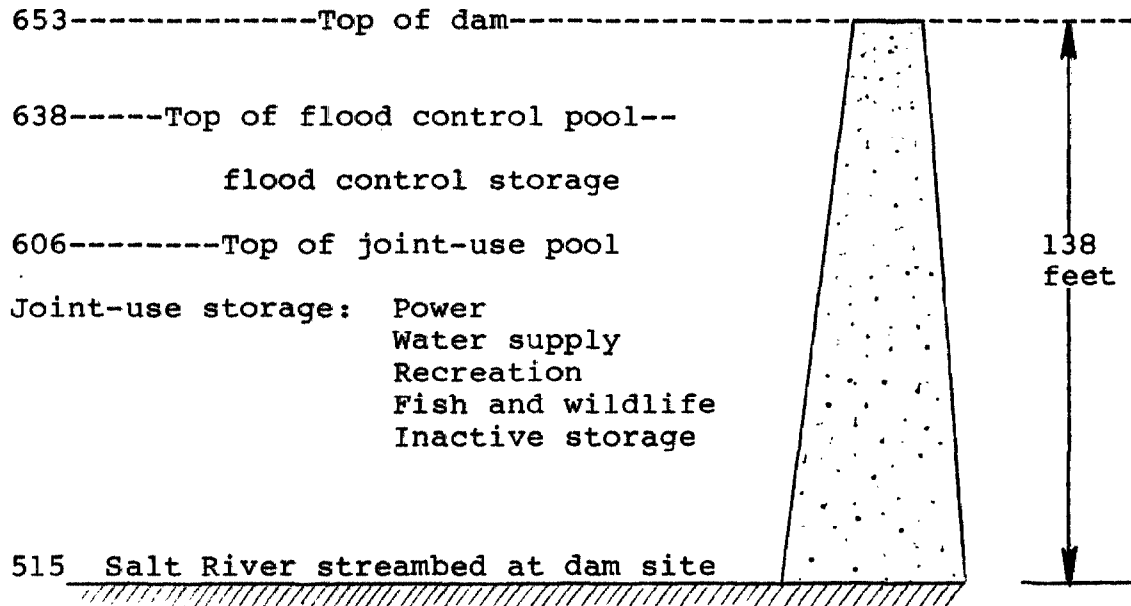 653--------------Top of dam-----------------------------
638-----Top of flood control pool--
flood control storage
606--------Top of joint-use pool
138
feet
Joint-use storage: Power
Water supply
Recreation
Fish and wildlife
Inactive storage
515 Salt River streambed at dam site